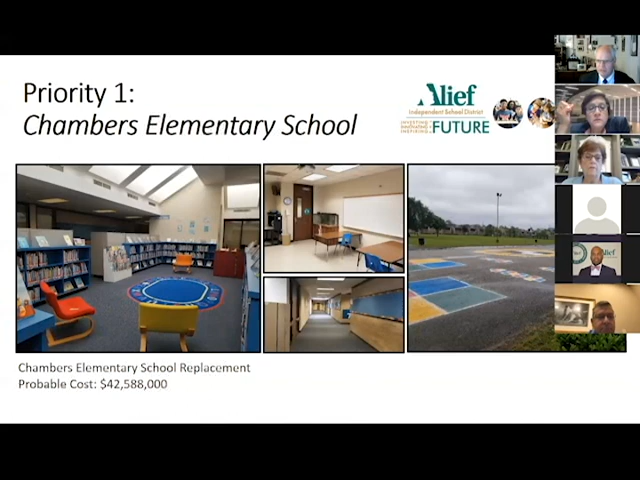 Priority 1:
Chambers Elementary School
Alief
Independent School District
INVESTING
INNOVATING
INSPIRING
FUTURE
Chambers Elementary School Replacement
Probable Cost: $42,588,000
Alief